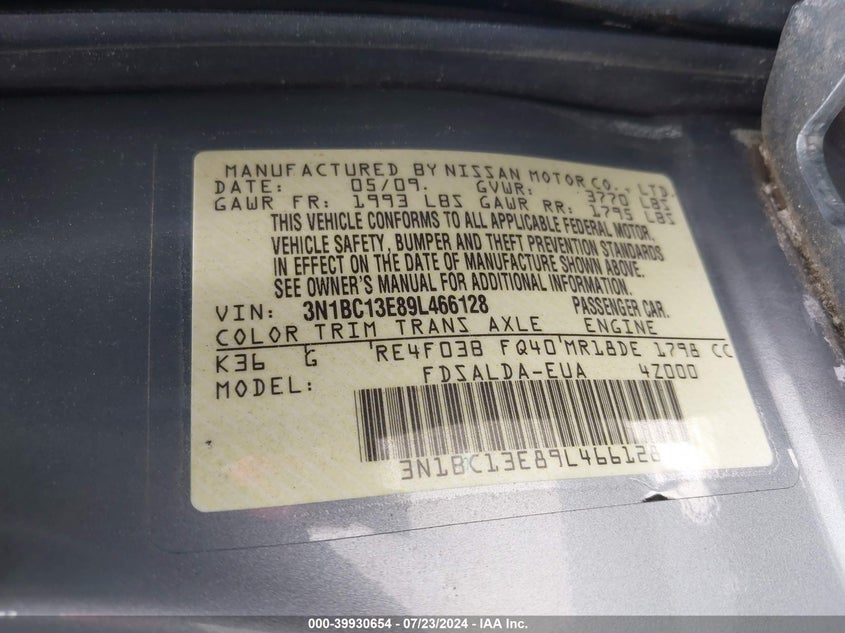 MANUFACTURED BY NISSAN MOTOR CO., LTD.
DATE: 05/09. GVWR: 3770 LBS
GAWR FR: 1993 LBS GAWR RR: 1795 LBS
THIS VEHICLE CONFORMS TO ALL APPLICABLE FEDERAL MOTOR,
VEHICLE SAFETY, BUMPER AND THEFT PREVENTION STANDARDS
IN EFFECT ON THE DATE OF MANUFACTURE SHOWN ABOVE.
SEE OWNER'S MANUAL FOR ADDITIONAL INFORMATION.
VIN: 3N1BC13E89L466128 PASSENGER CAR.
COLOR TRIM TRANS AXLE ENGINE
K36 G RE4F03B FQ40 MR18DE 1798 CC
MODEL: FDSALDA-EUA 4Z000
3N1BC13E89L466128
000-39930654 - 07/23/2024 - IAA Inc.